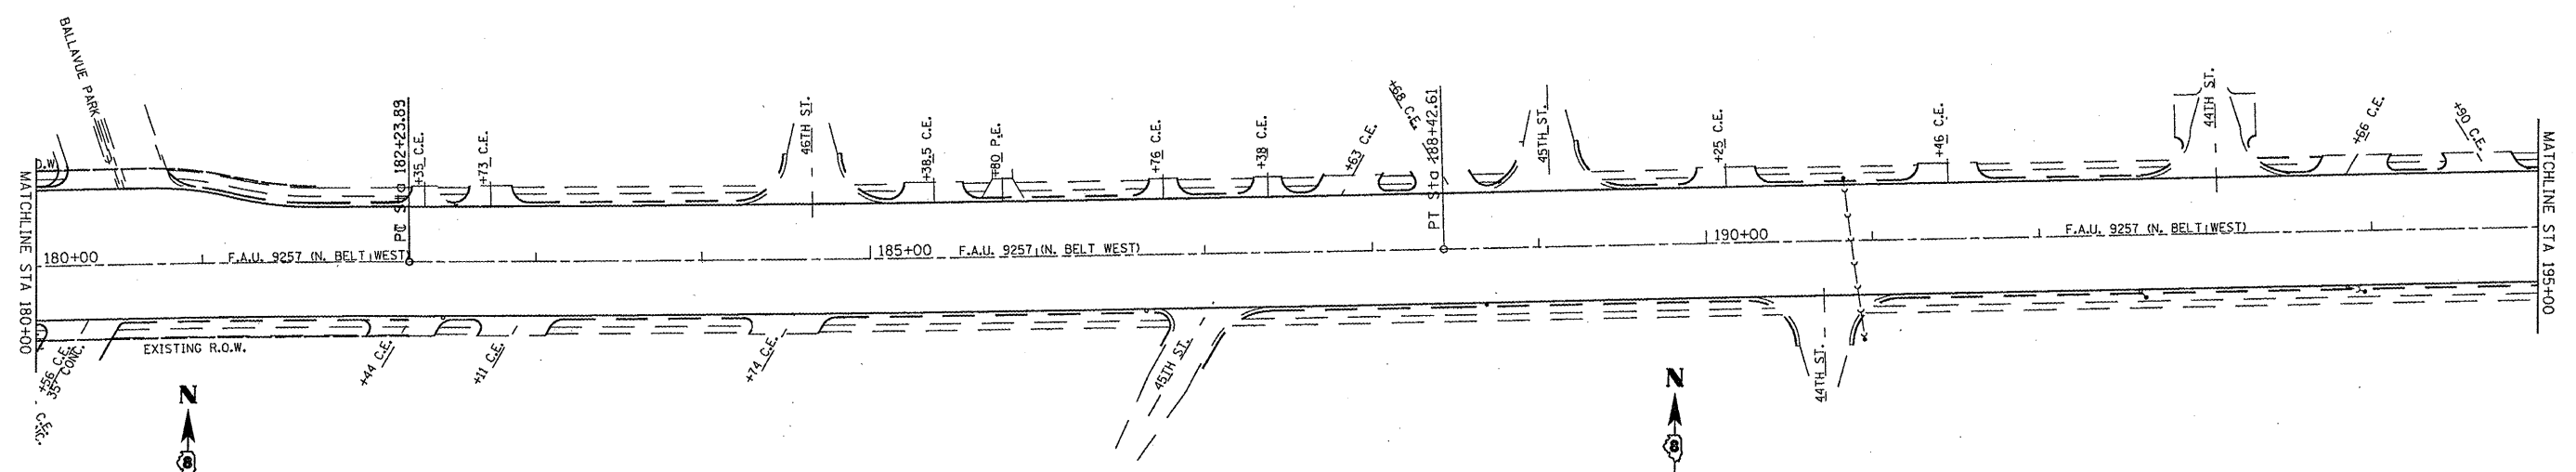 BALLAVUE PARK
O.W
MATCHLINE STA 180+00
180+00
F.A.U. 9257 (N. BELT WEST)
PC Sta 182+23.89
+35 C.E.
+73 C.E.
46TH ST.
+38.5 C.E.
+80 P.E.
+76 C.E.
+38 C.E.
+63 C.E.
+68 C.E.
PT Sta 188+42.61
45TH ST.
+25 C.E.
+46 C.E.
44TH ST.
+66 C.E.
+90 C.E.
MATCHLINE STA 195+00
185+00
F.A.U. 9257 (N. BELT WEST)
190+00
F.A.U. 9257 (N. BELT WEST)
EXISTING R.O.W.
+56 C.E.
35' CONC.
C.E.
+44 C.E.
+11 C.E.
+74 C.E.
45TH ST.
44TH ST.
N
8
N
8